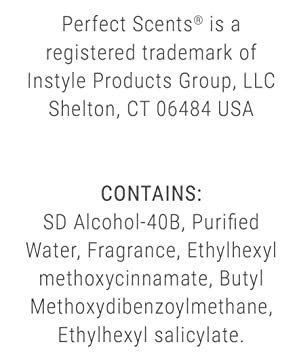 Perfect Scents® is a
registered trademark of
Instyle Products Group, LLC
Shelton, CT 06484 USA
CONTAINS:
SD Alcohol-40B, Purified
Water, Fragrance, Ethylhexyl
methoxycinnamate, Butyl
Methoxydibenzoylmethane,
Ethylhexyl salicylate.